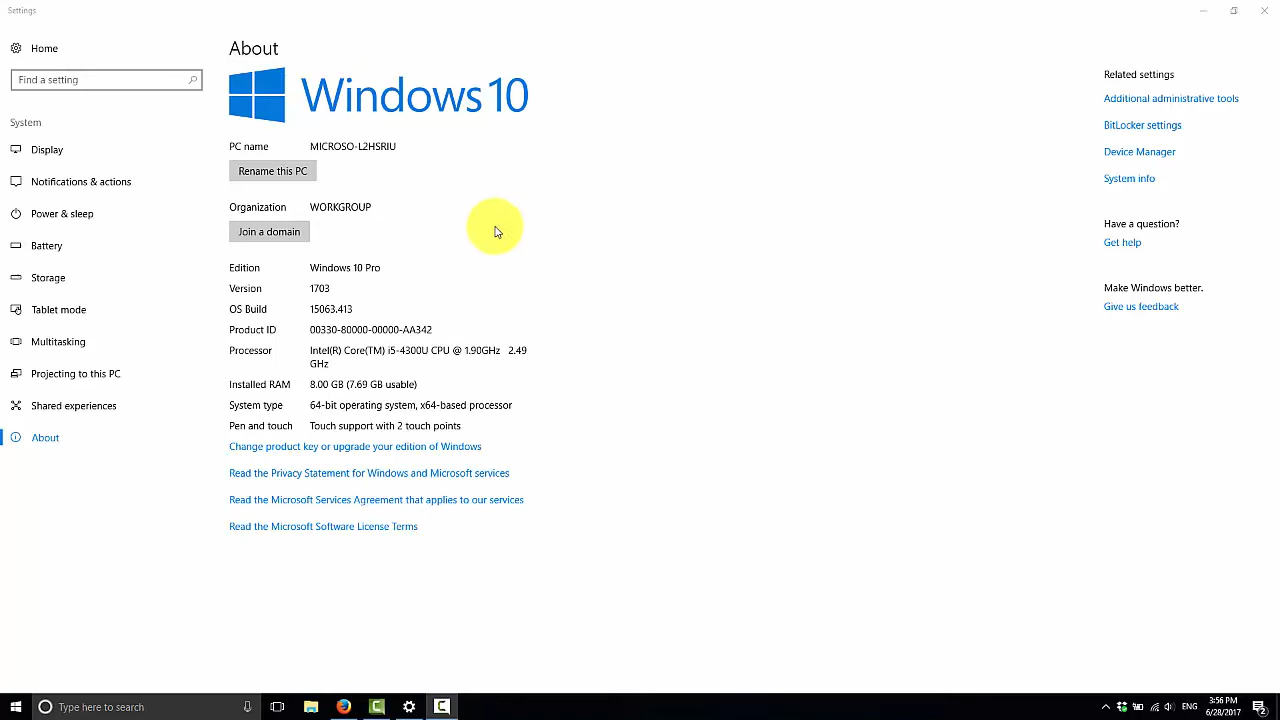 Settings
Home
Find a setting
System
Display
Notifications & actions
Power & sleep
Battery
Storage
Tablet mode
Multitasking
Projecting to this PC
Shared experiences
About
About
Windows 10
PC name MICROSO-L2HSRIU
Rename this PC
Organization WORKGROUP
Join a domain
Edition Windows 10 Pro
Version 1703
OS Build 15063.413
Product ID 00330-80000-00000-AA342
Processor Intel(R) Core(TM) i5-4300U CPU @ 1.90GHz 2.49
GHz
Installed RAM 8.00 GB (7.69 GB usable)
System type 64-bit operating system, x64-based processor
Pen and touch Touch support with 2 touch points
Change product key or upgrade your edition of Windows
Read the Privacy Statement for Windows and Microsoft services
Read the Microsoft Services Agreement that applies to our services
Read the Microsoft Software License Terms
Related settings
Additional administrative tools
BitLocker settings
Device Manager
System info
Have a question?
Get help
Make Windows better.
Give us feedback
Type here to search
ENG
3:56 PM
6/28/2017
2